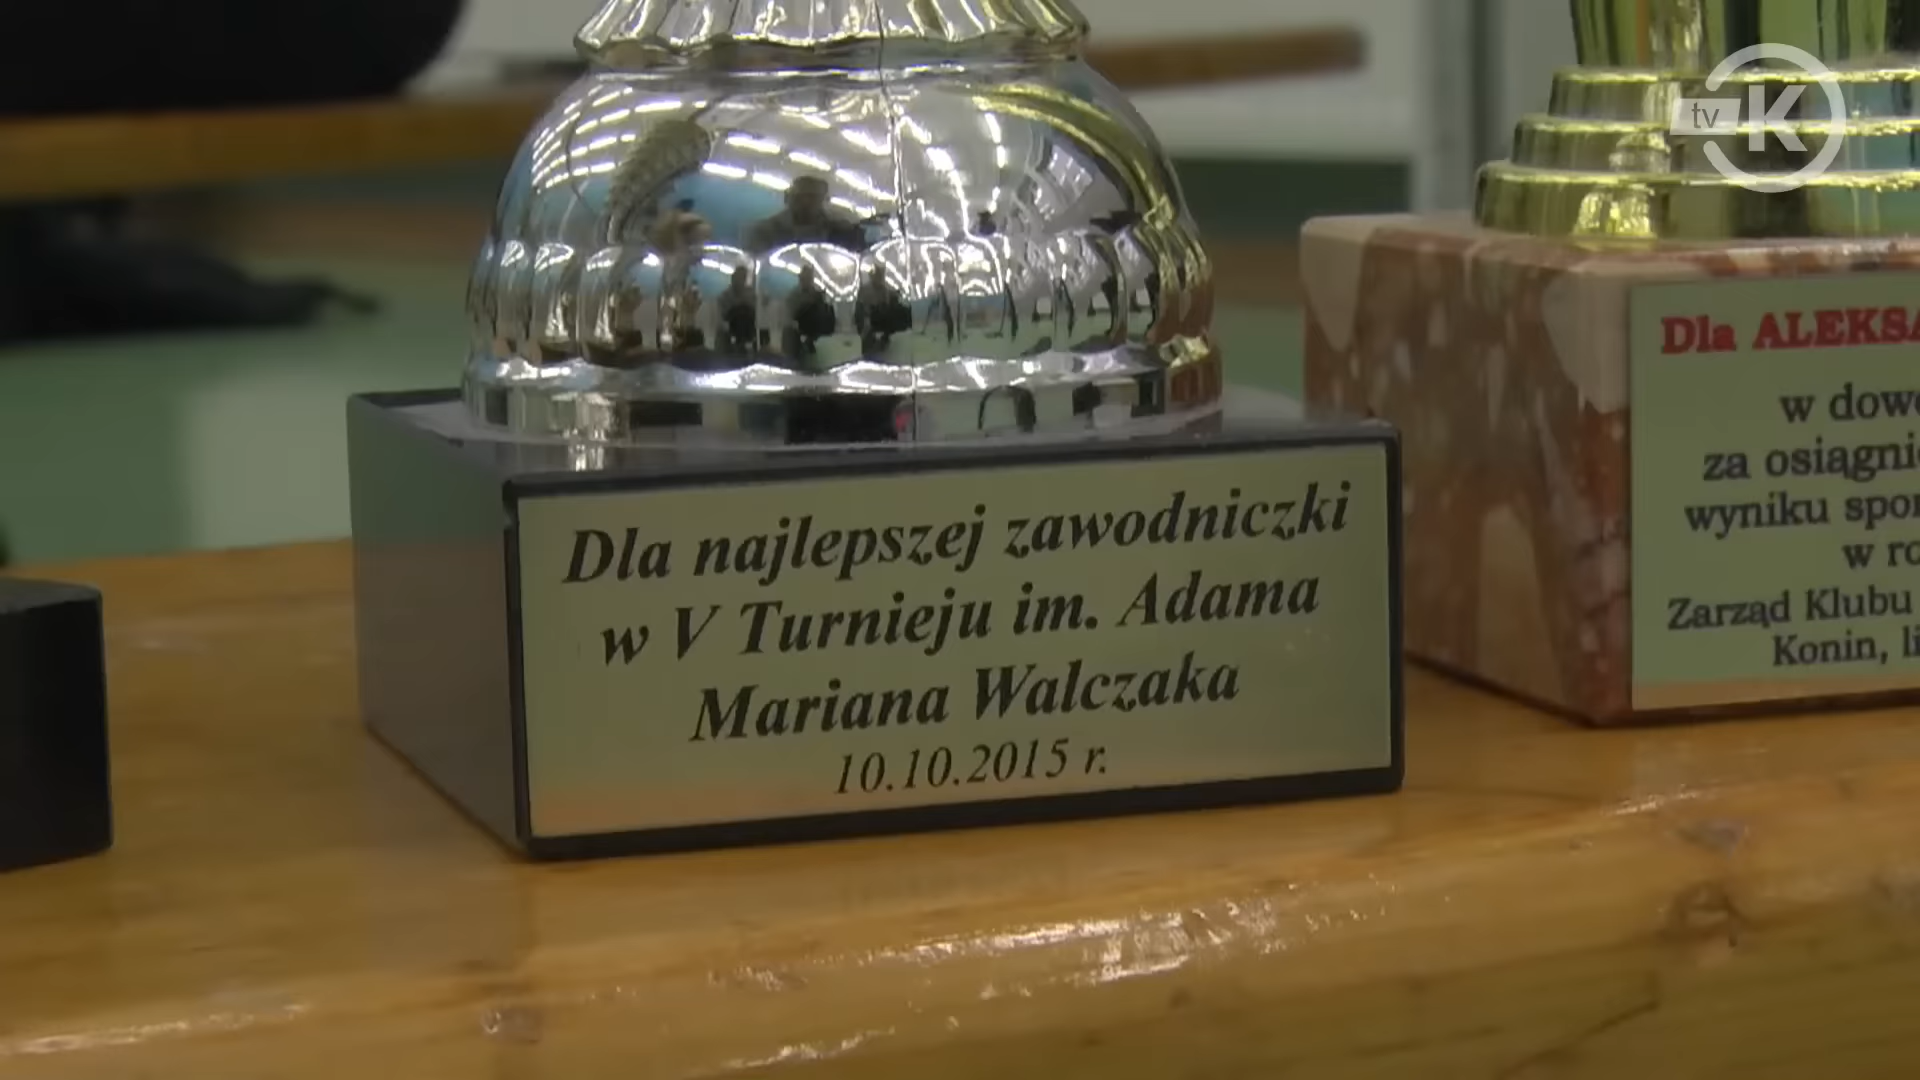 tv K
Dla najlepszej zawodniczki
w V Turnieju im. Adama
Mariana Walczaka
10.10.2015 r.
Dla
za
wyniku
w
Zarząd Klubu
Konin,